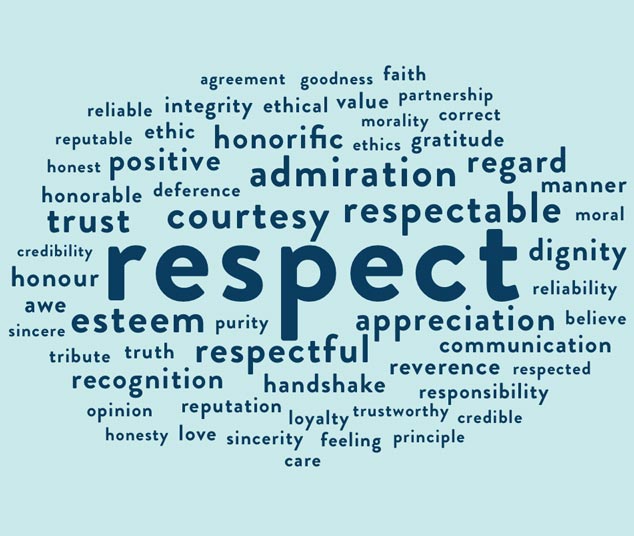 agreement goodness faith
reliable integrity ethical value partnership
morality correct
reputable ethic honorific ethics gratitude
honest positive admiration regard
honorable deference manner
trust courtesy respectable moral
credibility respect dignity
honour reliability
awe esteem purity appreciation believe
sincere
tribute truth respectful communication
recognition handshake reverence respected
responsibility
opinion reputation loyalty trustworthy credible
honesty love sincerity feeling principle
care